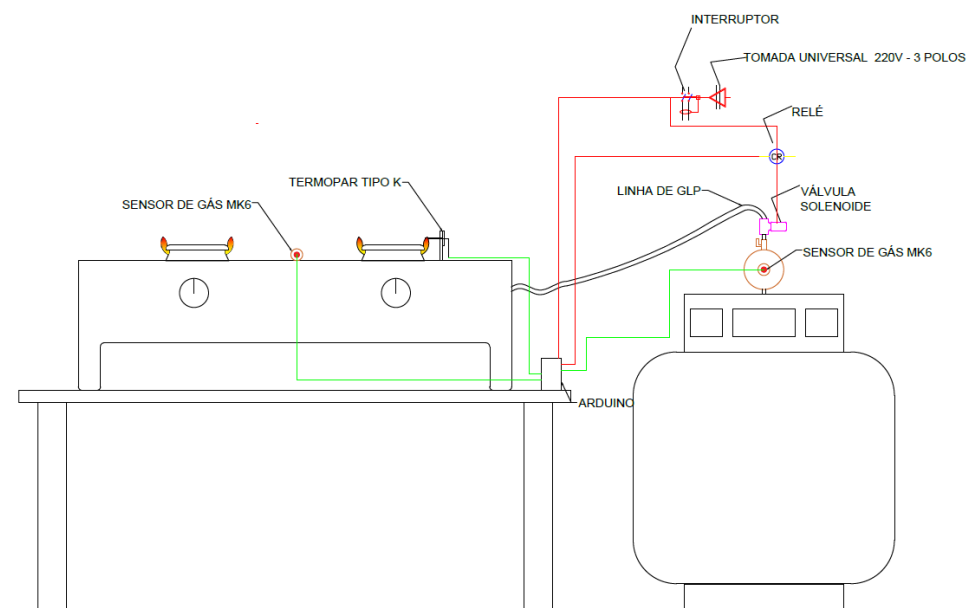 INTERRUPTOR
TOMADA UNIVERSAL 220V - 3 POLOS
RELÉ
CR
TERMOPAR TIPO K
LINHA DE GLP
VÁLVULA
SOLENOIDE
SENSOR DE GÁS MK6
SENSOR DE GÁS MK6
ARDUINO